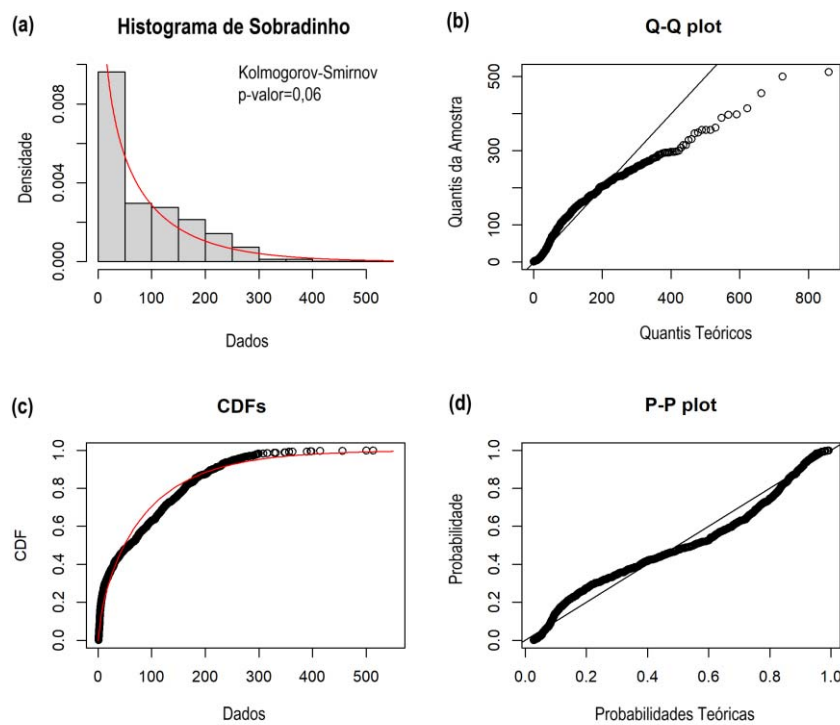 (a)
Histograma de Sobradinho
Kolmogorov-Smirnov
p-valor=0,06
Densidade
0.000
0.004
0.008
0 100 200 300 400 500
Dados
(b)
Q-Q plot
Quantis da Amostra
0 100 300 500
0 200 400 600 800
Quantis Teóricos
(c)
CDFs
CDF
0.0 0.2 0.4 0.6 0.8 1.0
0 100 200 300 400 500
Dados
(d)
P-P plot
Probabilidade
0.0 0.2 0.4 0.6 0.8 1.0
0.0 0.2 0.4 0.6 0.8 1.0
Probabilidades Teóricas